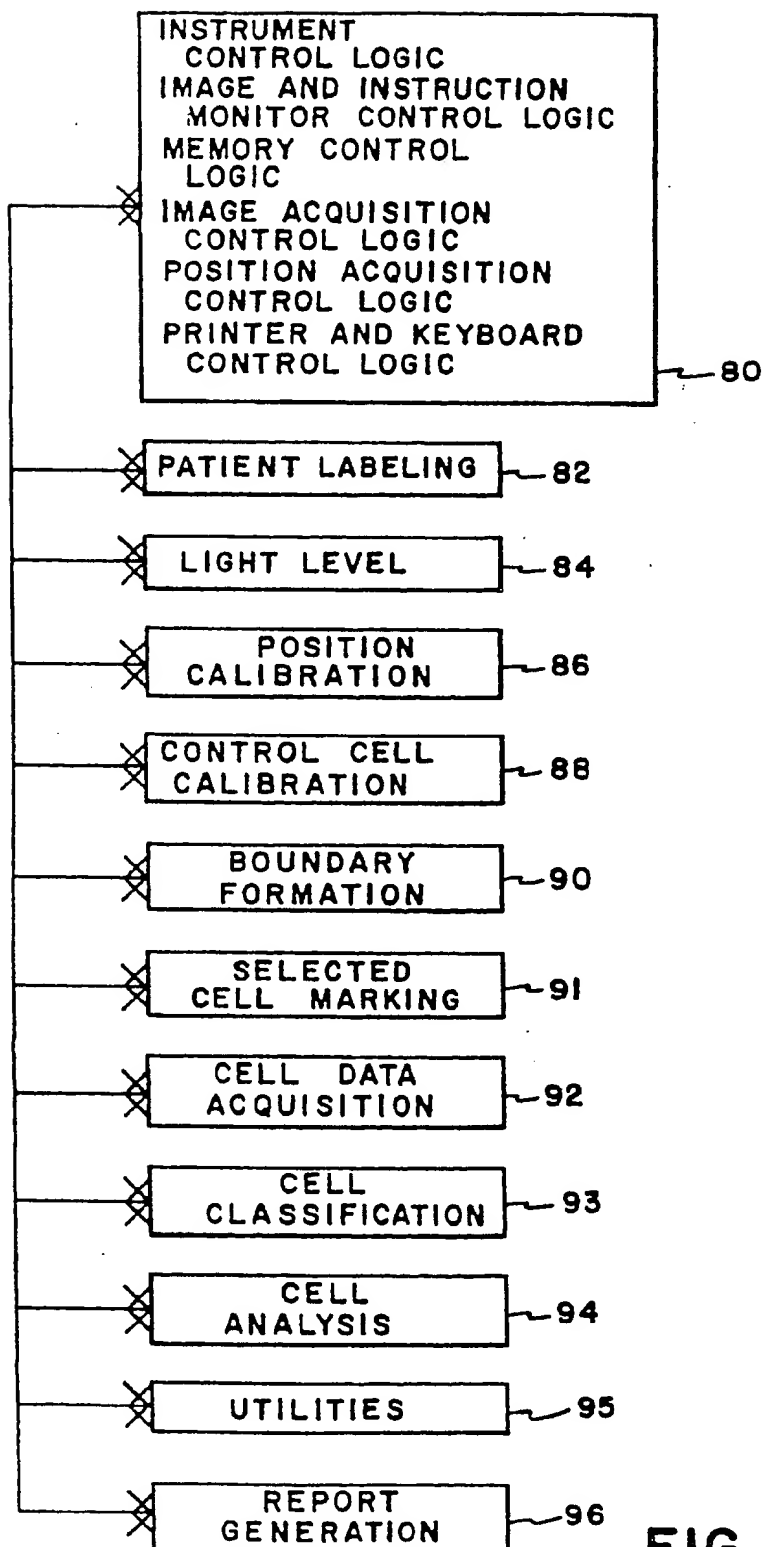 INSTRUMENT
CONTROL LOGIC
IMAGE AND INSTRUCTION
MONITOR CONTROL LOGIC
MEMORY CONTROL
LOGIC
IMAGE ACQUISITION
CONTROL LOGIC
POSITION ACQUISITION
CONTROL LOGIC
PRINTER AND KEYBOARD
CONTROL LOGIC
80
PATIENT LABELING 82
LIGHT LEVEL 84
POSITION
CALIBRATION 86
CONTROL CELL
CALIBRATION 88
BOUNDARY
FORMATION 90
SELECTED
CELL MARKING 91
CELL DATA
ACQUISITION 92
CELL
CLASSIFICATION 93
CELL
ANALYSIS 94
UTILITIES 95
REPORT
GENERATION 96
FIG